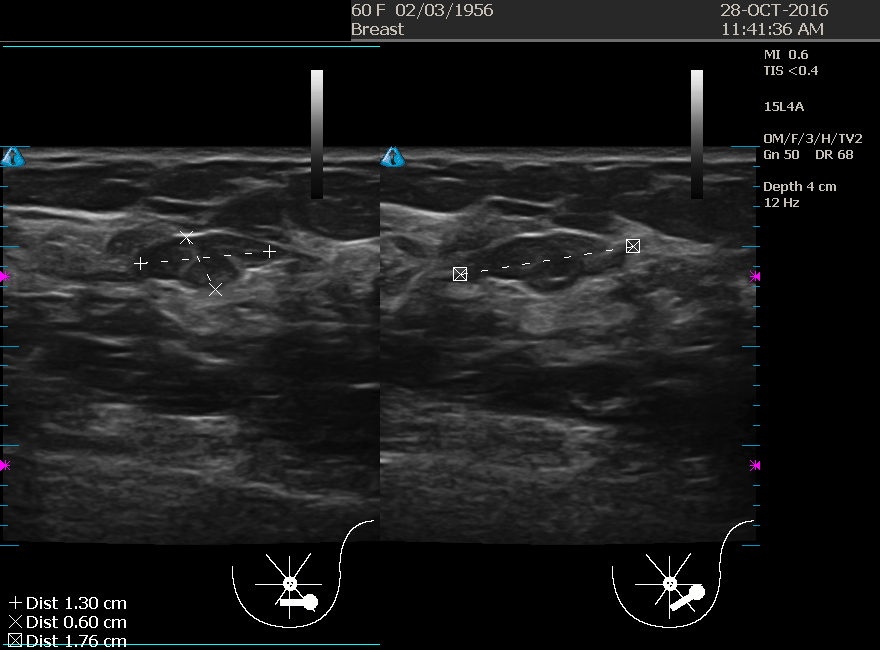 60 F 02/03/1956 28-OCT-2016
Breast 11:41:36 AM
MI 0.6
TIS <0.4
15L4A
OM/F/3/H/TV2
Gn 50 DR 68
Depth 4 cm
12 Hz
Dist 1.30 cm
Dist 0.60 cm
Dist 1.76 cm